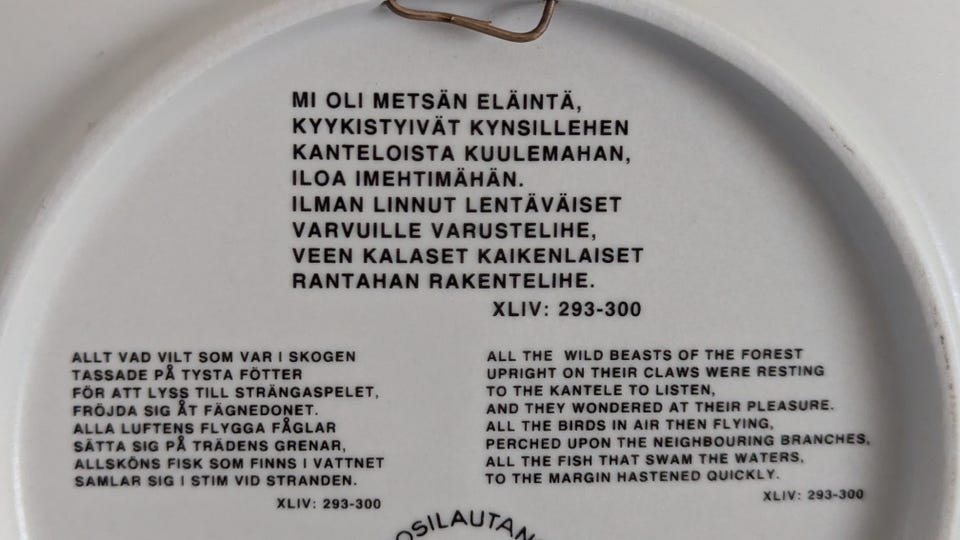 MI OLI METSÄN ELÄINTÄ,
KYYKISTYIVÄT KYNSILLEHEN
KANTELOISTA KUULEMAHAN,
ILOA IMEHTIMÄHÄN.
ILMAN LINNUT LENTÄVÄISET
VARVUILLE VARUSTELIHE,
VEEN KALASET KAIKENLAISET
RANTAHAN RAKENTELIHE.
XLIV: 293-300
ALLT VAD VILT SOM VAR I SKOGEN
TASSADE PÅ TYSTA FÖTTER
FÖR ATT LYSS TILL STRÄNGASPELET,
FRÖJDA SIG ÅT FÄGNEDONET.
ALLA LUFTENS FLYGGA FÅGLAR
SÄTTA SIG PÅ TRÄDENS GRENAR,
ALLSKÖNS FISK SOM FINNS I VATTNET
SAMLAR SIG I STIM VID STRANDEN.
XLIV: 293-300
ALL THE WILD BEASTS OF THE FOREST
UPRIGHT ON THEIR CLAWS WERE RESTING
TO THE KANTELE TO LISTEN,
AND THEY WONDERED AT THEIR PLEASURE.
ALL THE BIRDS IN AIR THEN FLYING,
PERCHED UPON THE NEIGHBOURING BRANCHES,
ALL THE FISH THAT SWAM THE WATERS,
TO THE MARGIN HASTENED QUICKLY.
XLIV: 293-300